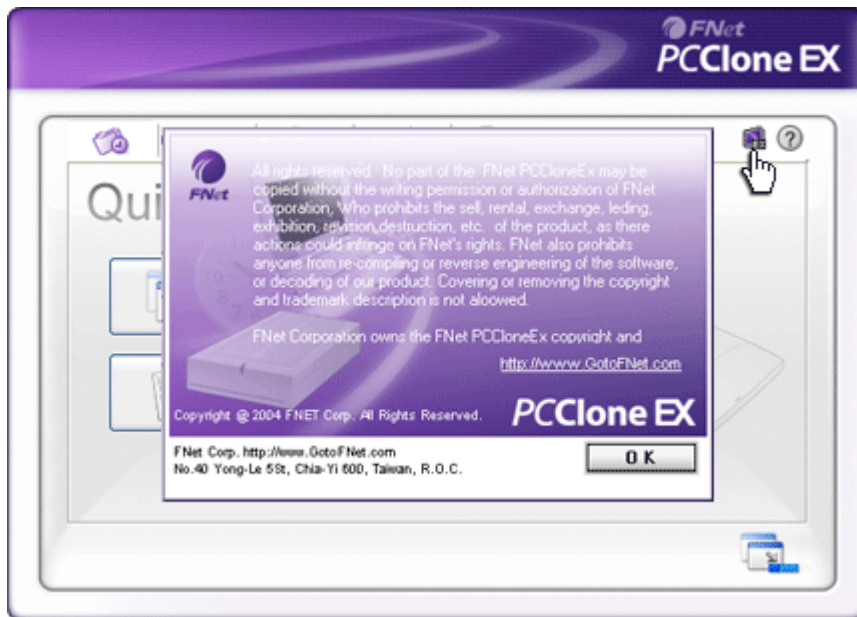 FNet
PCClone EX
Qui
FNet
All rights reserved. No part of the FNet PCCloneEx may be
copied without the writing permission or authorization of FNet
Corporation, Who prohibits the sell, rental, exchange, leding,
exhibition, revision,destruction, etc. of the product, as there
actions could infringe on FNet's rights. FNet also prohibits
anyone from re-compiling or reverse engineering of the software,
or decoding of our product. Covering or removing the copyright
and trademark description is not aloowed.
FNet Corporation owns the FNet PCCloneEx copyright and
http://www.GotoFNet.com
Copyright @ 2004 FNET Corp. All Rights Reserved.
PCClone EX
FNet Corp. http://www.GotoFNet.com
No.40 Yong-Le 5St, Chia-Yi 600, Taiwan, R.O.C.
OK